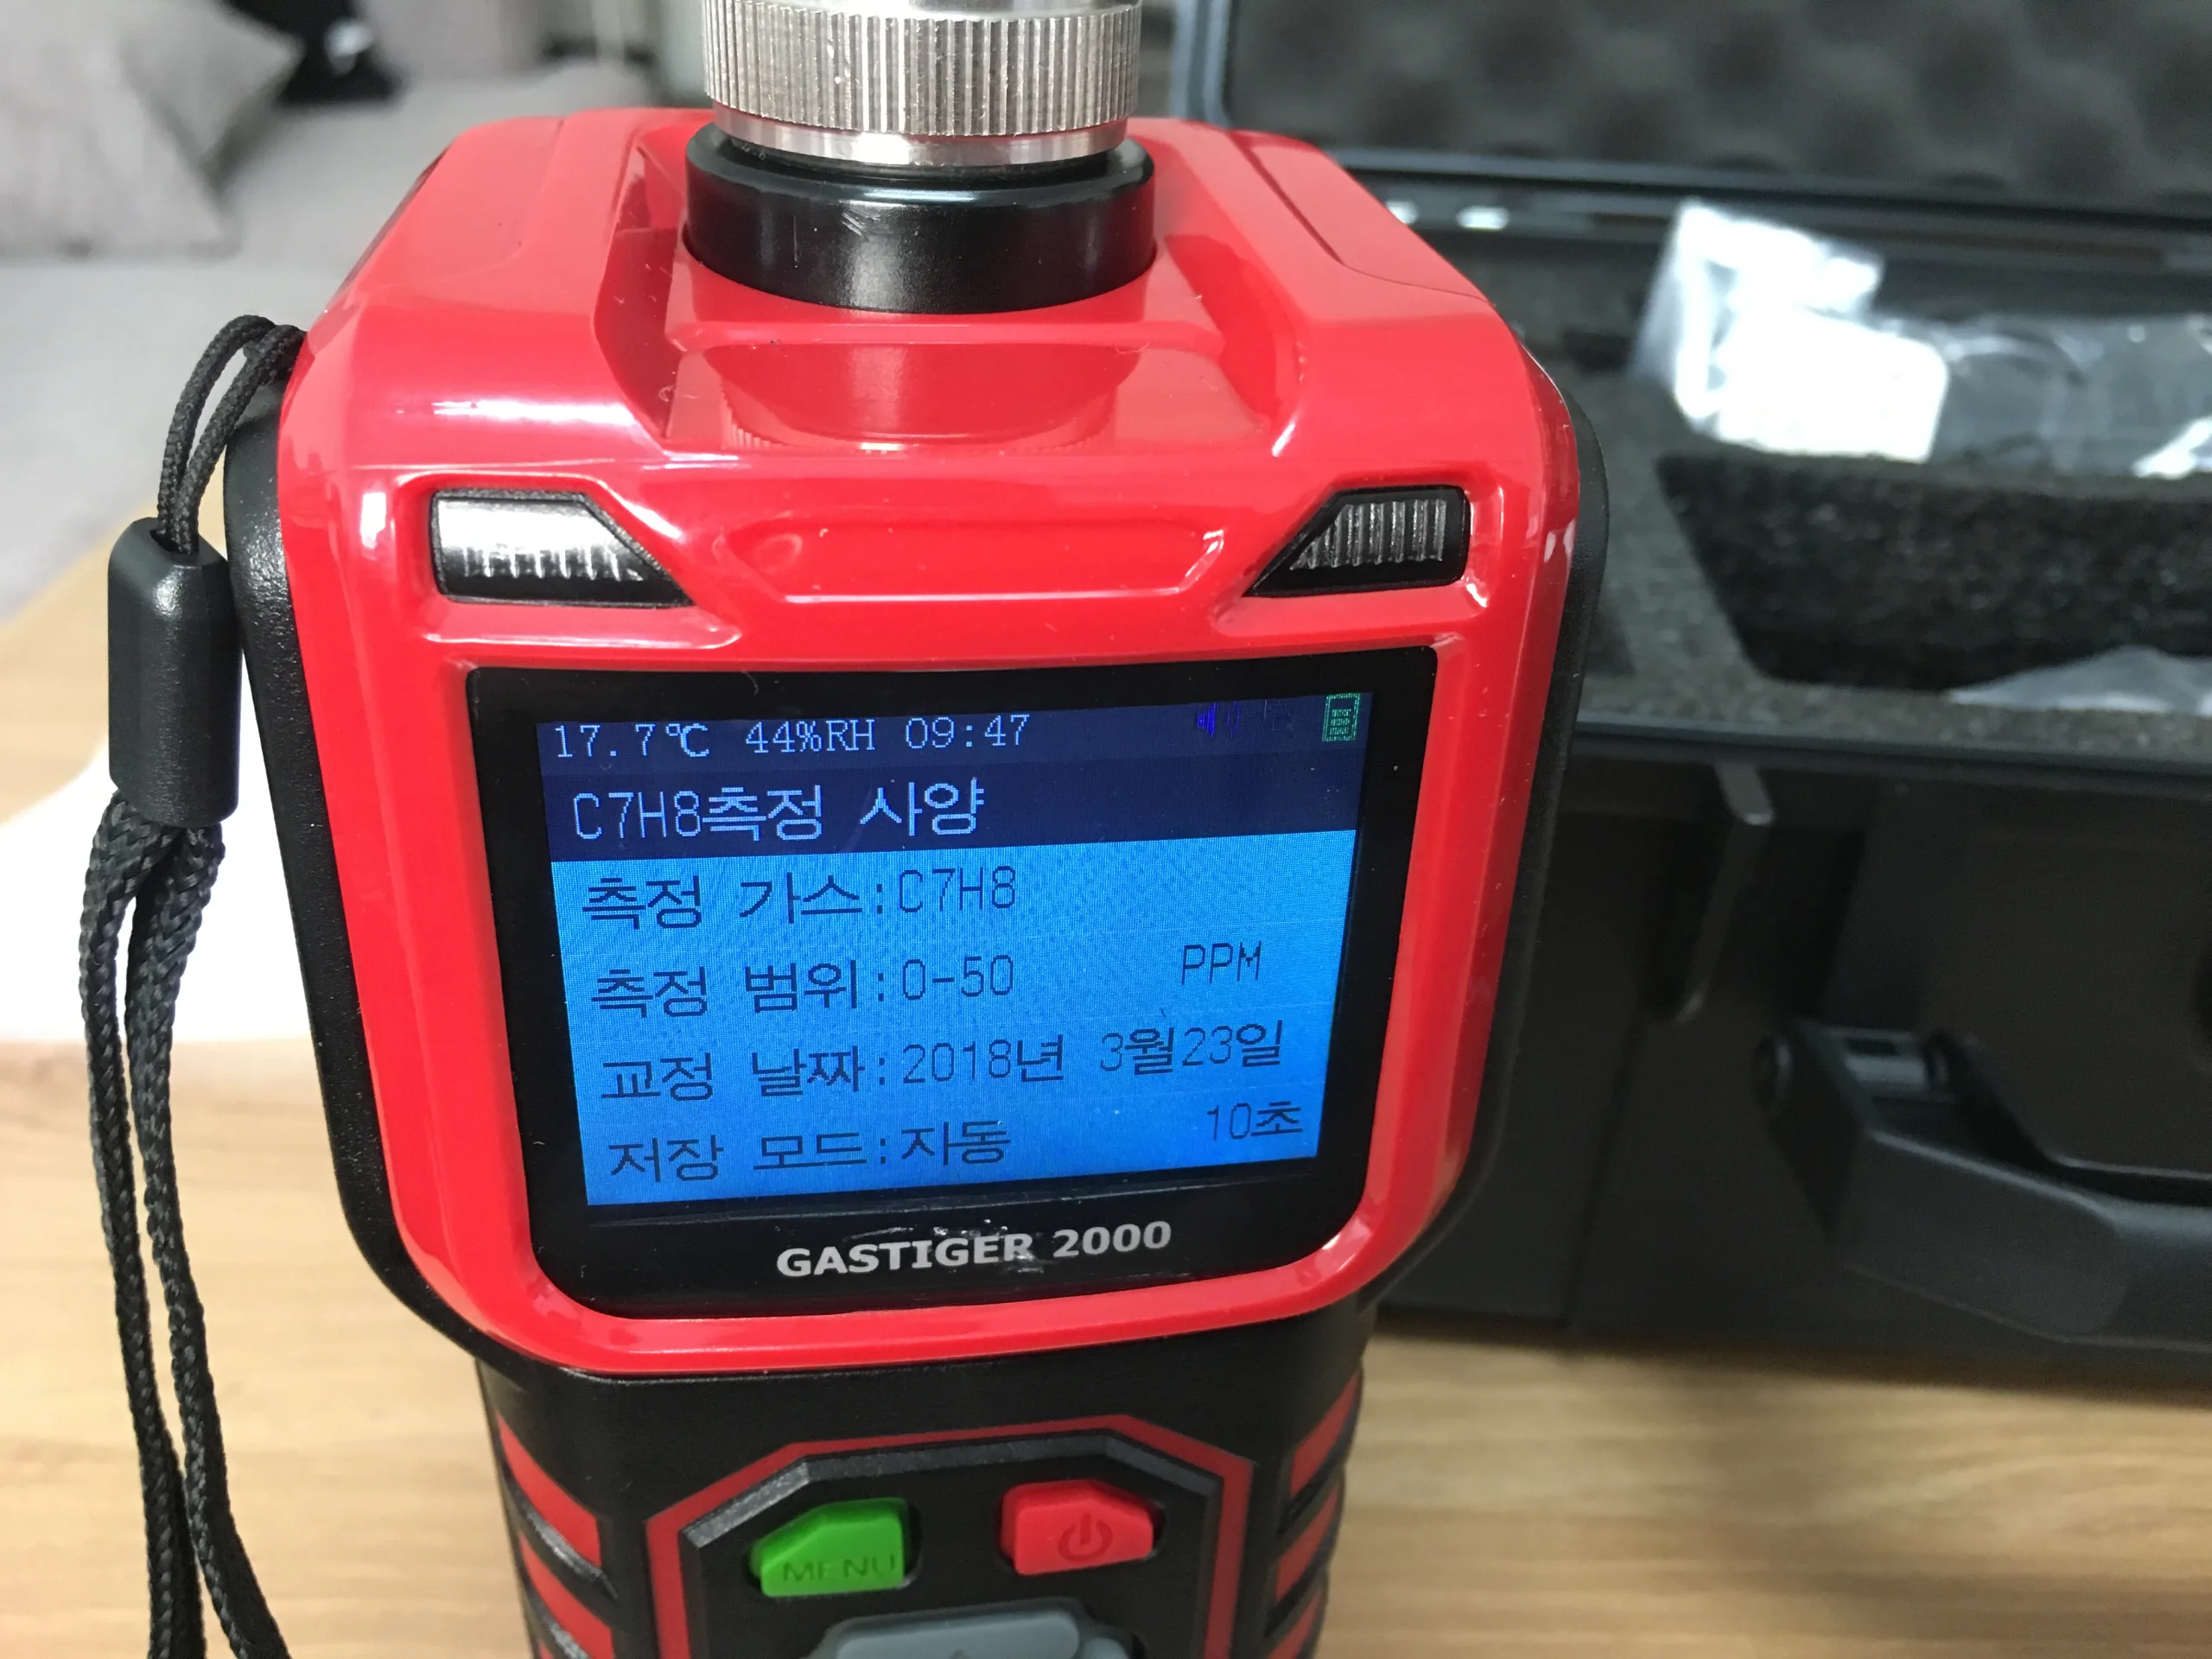 17.7℃ 44%RH 09:47
C7H8측정 사양
측정 가스:C7H8
측정 범위:0-50 PPM
교정 날짜:2018년 3월23일
저장 모드:자동 10초
GASTIGER 2000
MENU